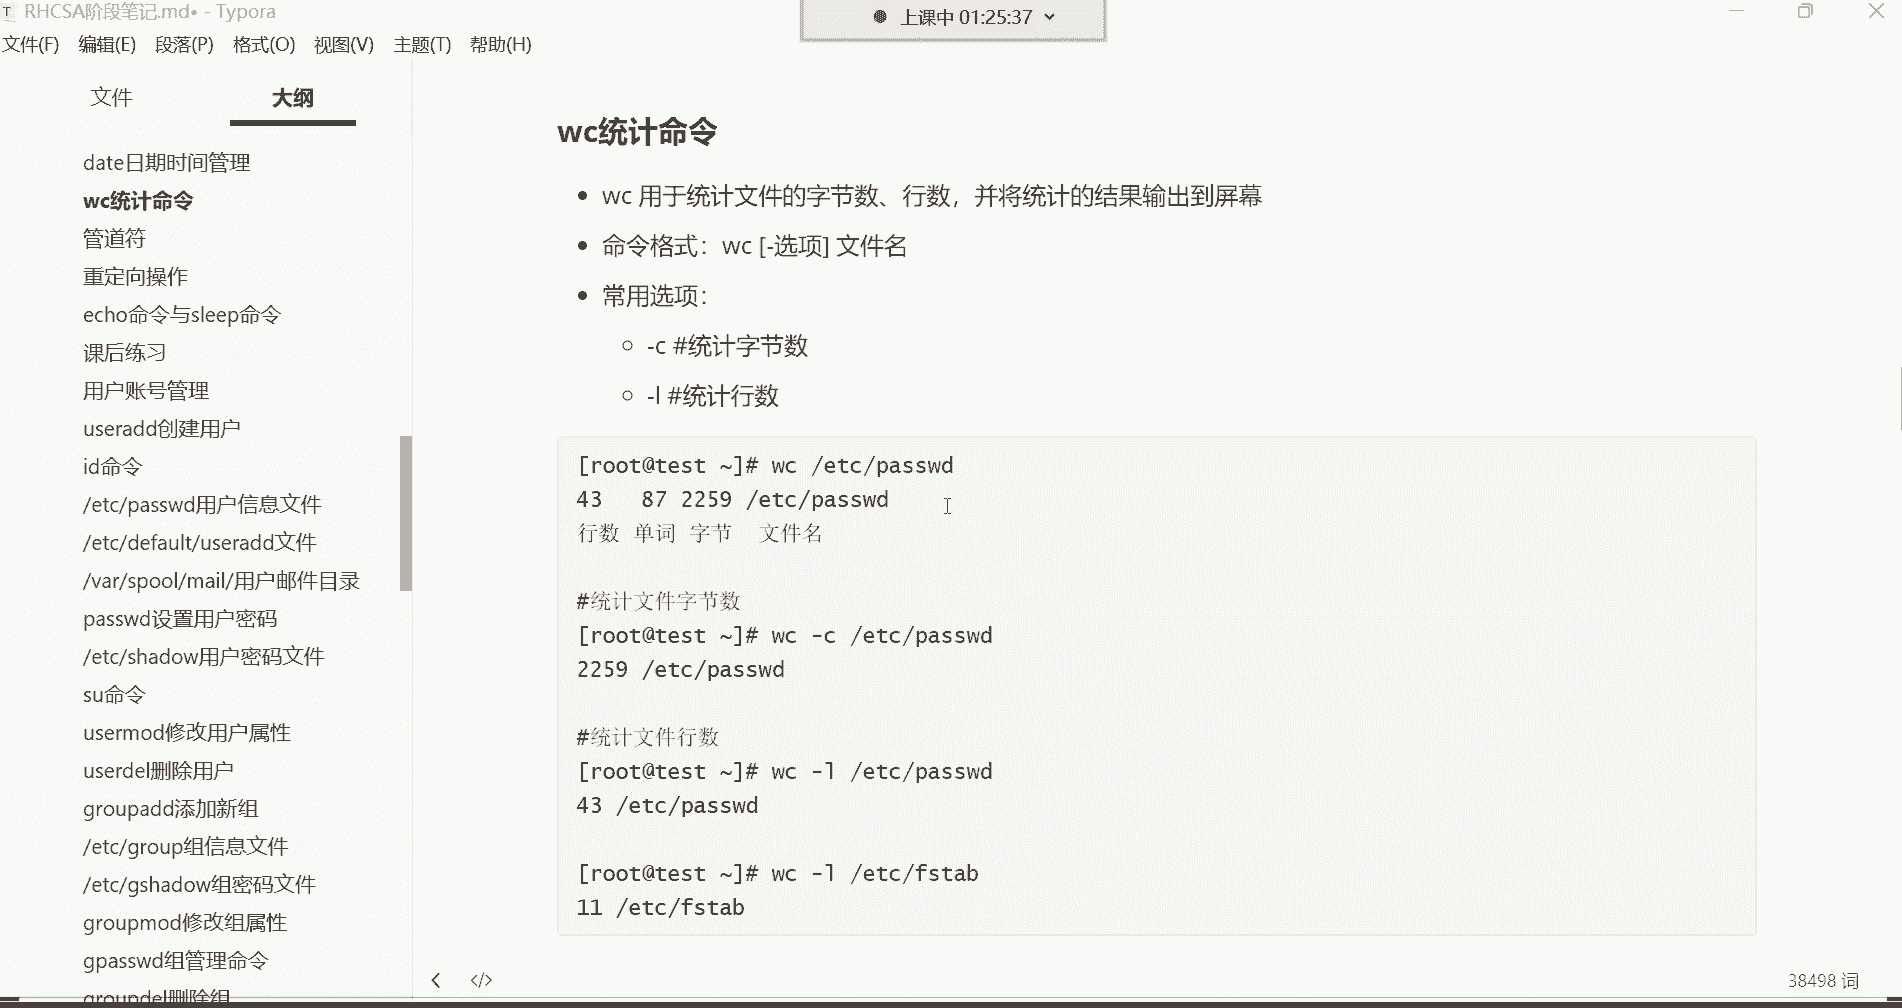 RHCSA阶段笔记.md• - Typora
上课中 01:25:37
文件(F) 编辑(E) 段落(P) 格式(O) 视图(V) 主题(T) 帮助(H)
文件 大纲
date日期时间管理
wc统计命令
管道符
重定向操作
echo命令与sleep命令
课后练习
用户账号管理
useradd创建用户
id命令
/etc/passwd用户信息文件
/etc/default/useradd文件
/var/spool/mail/用户邮件目录
passwd设置用户密码
/etc/shadow用户密码文件
su命令
usermod修改用户属性
userdel删除用户
groupadd添加新组
/etc/group组信息文件
/etc/gshadow组密码文件
groupmod修改组属性
gpasswd组管理命令
groupdel删除组
wc统计命令
• wc 用于统计文件的字节数、行数，并将统计的结果输出到屏幕
• 命令格式：wc [-选项] 文件名
• 常用选项：
◦ -c #统计字节数
◦ -l #统计行数
[root@test ~]# wc /etc/passwd
43   87 2259 /etc/passwd
行数 单词 字节  文件名
#统计文件字节数
[root@test ~]# wc -c /etc/passwd
2259 /etc/passwd
#统计文件行数
[root@test ~]# wc -l /etc/passwd
43 /etc/passwd
[root@test ~]# wc -l /etc/fstab
11 /etc/fstab
38498 词